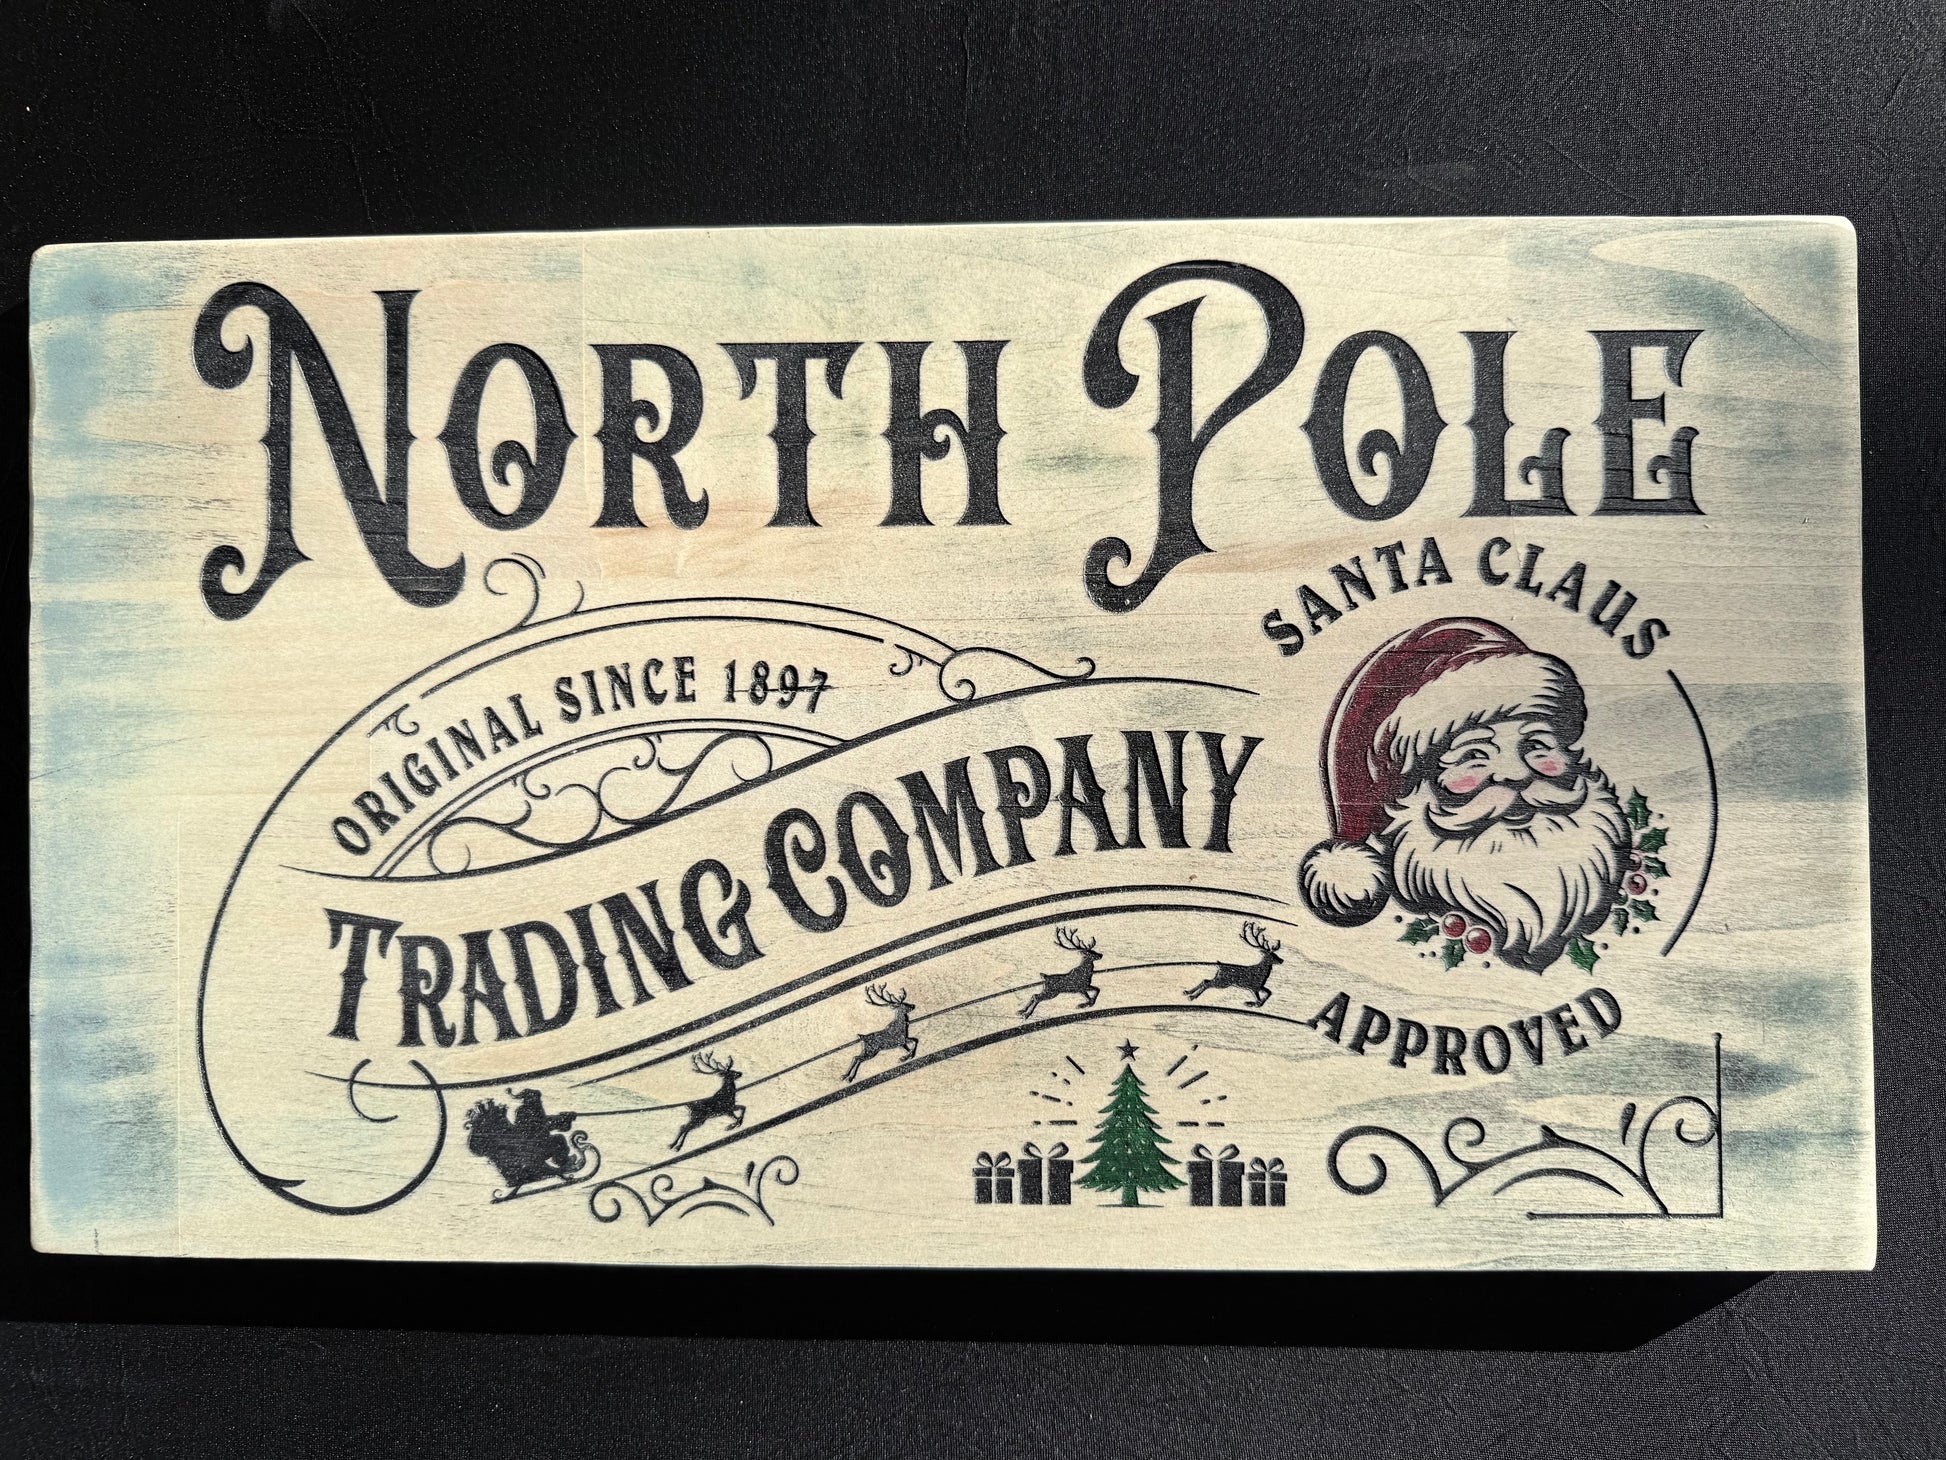 NORTH POLE
ORIGINAL SINCE 1897
TRADING COMPANY
SANTA CLAUS
APPROVED